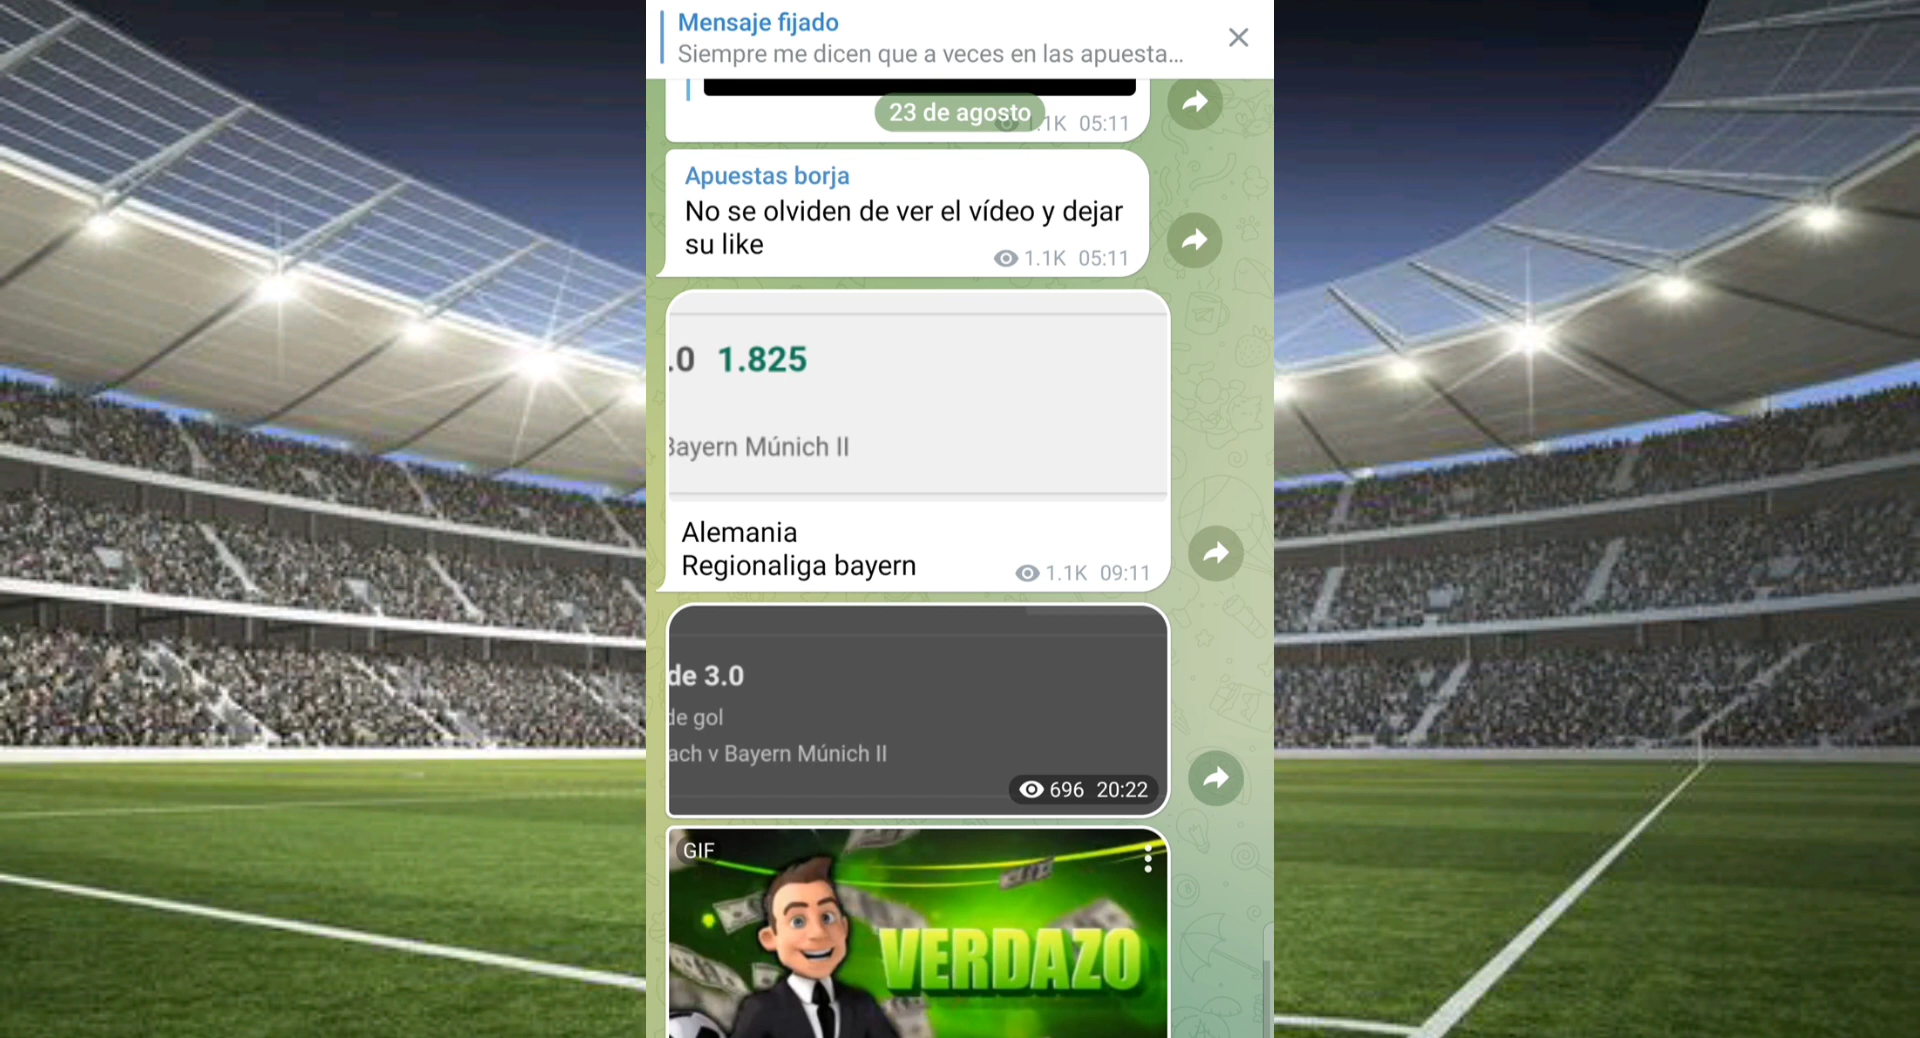 Mensaje fijado
Siempre me dicen que a veces en las apuesta...
23 de agosto
1.1K 05:11
Apuestas borja
No se olviden de ver el vídeo y dejar
su like
1.1K 05:11
.0 1.825
Bayern Múnich II
Alemania
Regionaliga bayern
1.1K 09:11
de 3.0
de gol
ach v Bayern Múnich II
696 20:22
GIF
VERDAZO